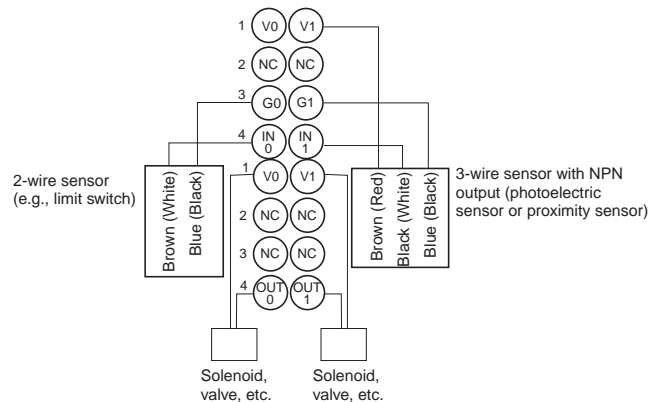 1 V0 V1
2 NC NC
3 G0 G1
4 IN 0 IN 1
1 V0 V1
2 NC NC
3 NC NC
4 OUT 0 OUT 1
2-wire sensor
(e.g., limit switch)
Brown (White)
Blue (Black)
Brown (Red)
Black (White)
Blue (Black)
3-wire sensor with NPN
output (photoelectric
sensor or proximity sensor)
Solenoid,
valve, etc.
Solenoid,
valve, etc.